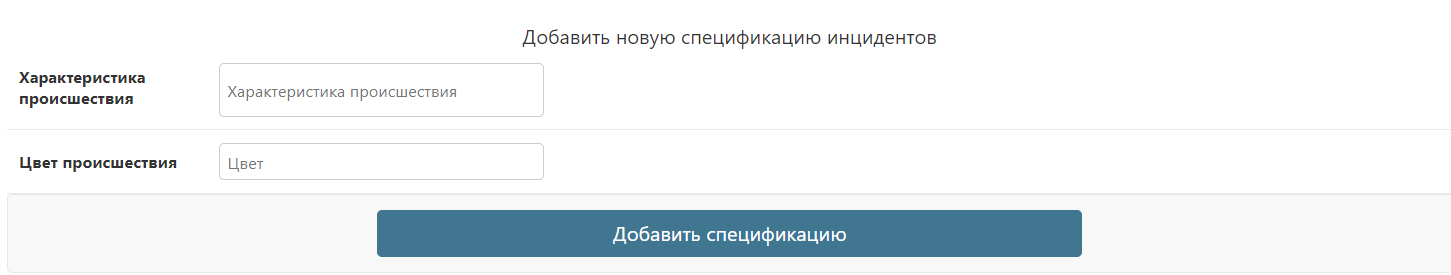 Добавить новую спецификацию инцидентов
Характеристика
происшествия
Характеристика происшествия
Цвет происшествия
Цвет
Добавить спецификацию